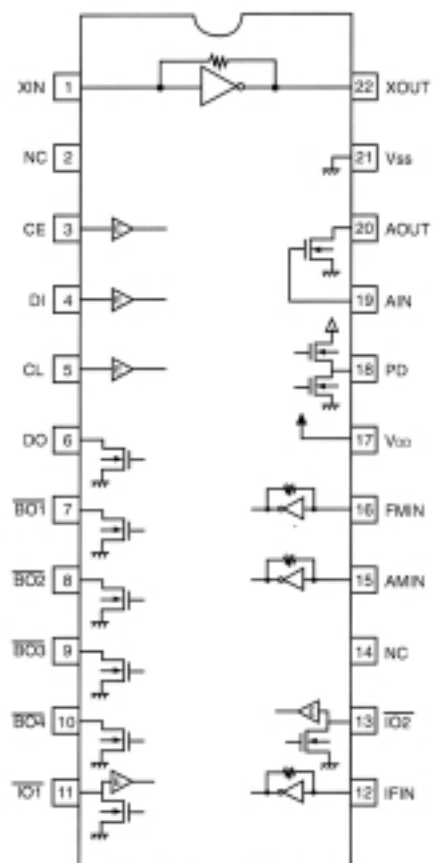 XIN 1 22 XOUT
NC 2 21 Vss
CE 3 20 AOUT
DI 4 19 AIN
CL 5 18 PD
DO 6 17 VDD
BO1 7 16 FMIN
BO2 8 15 AMIN
BO3 9 14 NC
BO4 10 13 IO2
IO1 11 12 IFIN